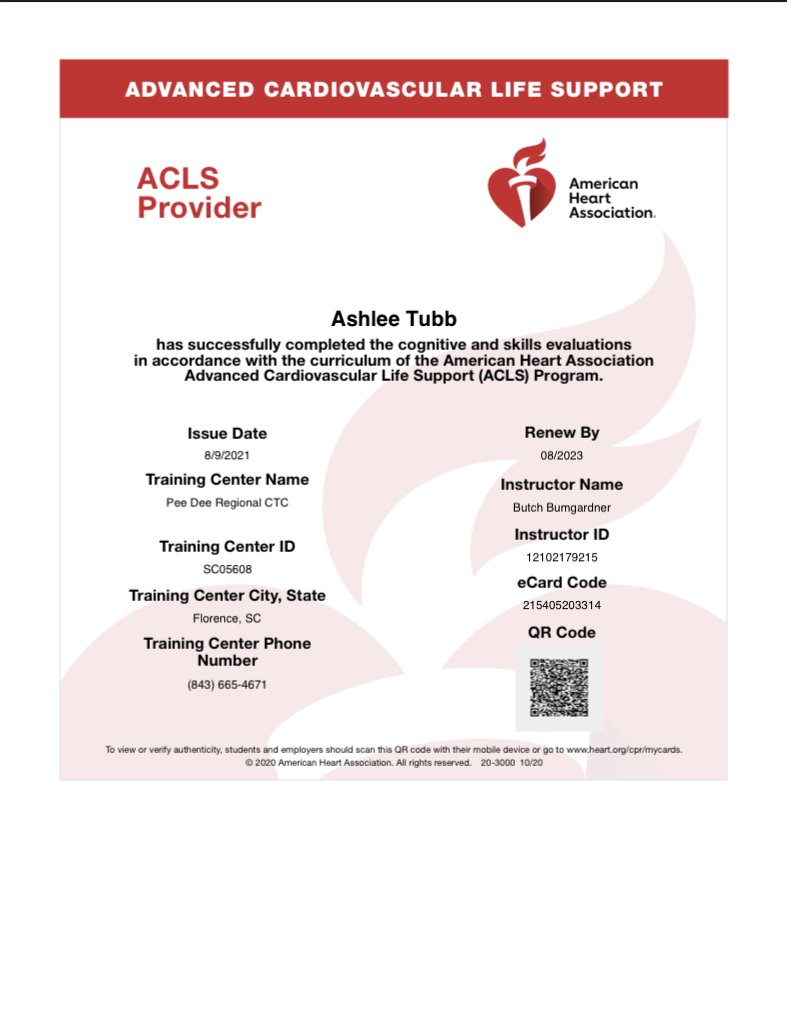 ADVANCED CARDIOVASCULAR LIFE SUPPORT
ACLS
Provider
American
Heart
Association.
Ashlee Tubb
has successfully completed the cognitive and skills evaluations
in accordance with the curriculum of the American Heart Association
Advanced Cardiovascular Life Support (ACLS) Program.
Issue Date
8/9/2021
Training Center Name
Pee Dee Regional CTC
Training Center ID
SC05608
Training Center City, State
Florence, SC
Training Center Phone
Number
(843) 665-4671
Renew By
08/2023
Instructor Name
Butch Bumgardner
Instructor ID
12102179215
eCard Code
215405203314
QR Code
To view or verify authenticity, students and employers should scan this QR code with their mobile device or go to www.heart.org/cpr/mycards.
© 2020 American Heart Association. All rights reserved. 20-3000 10/20